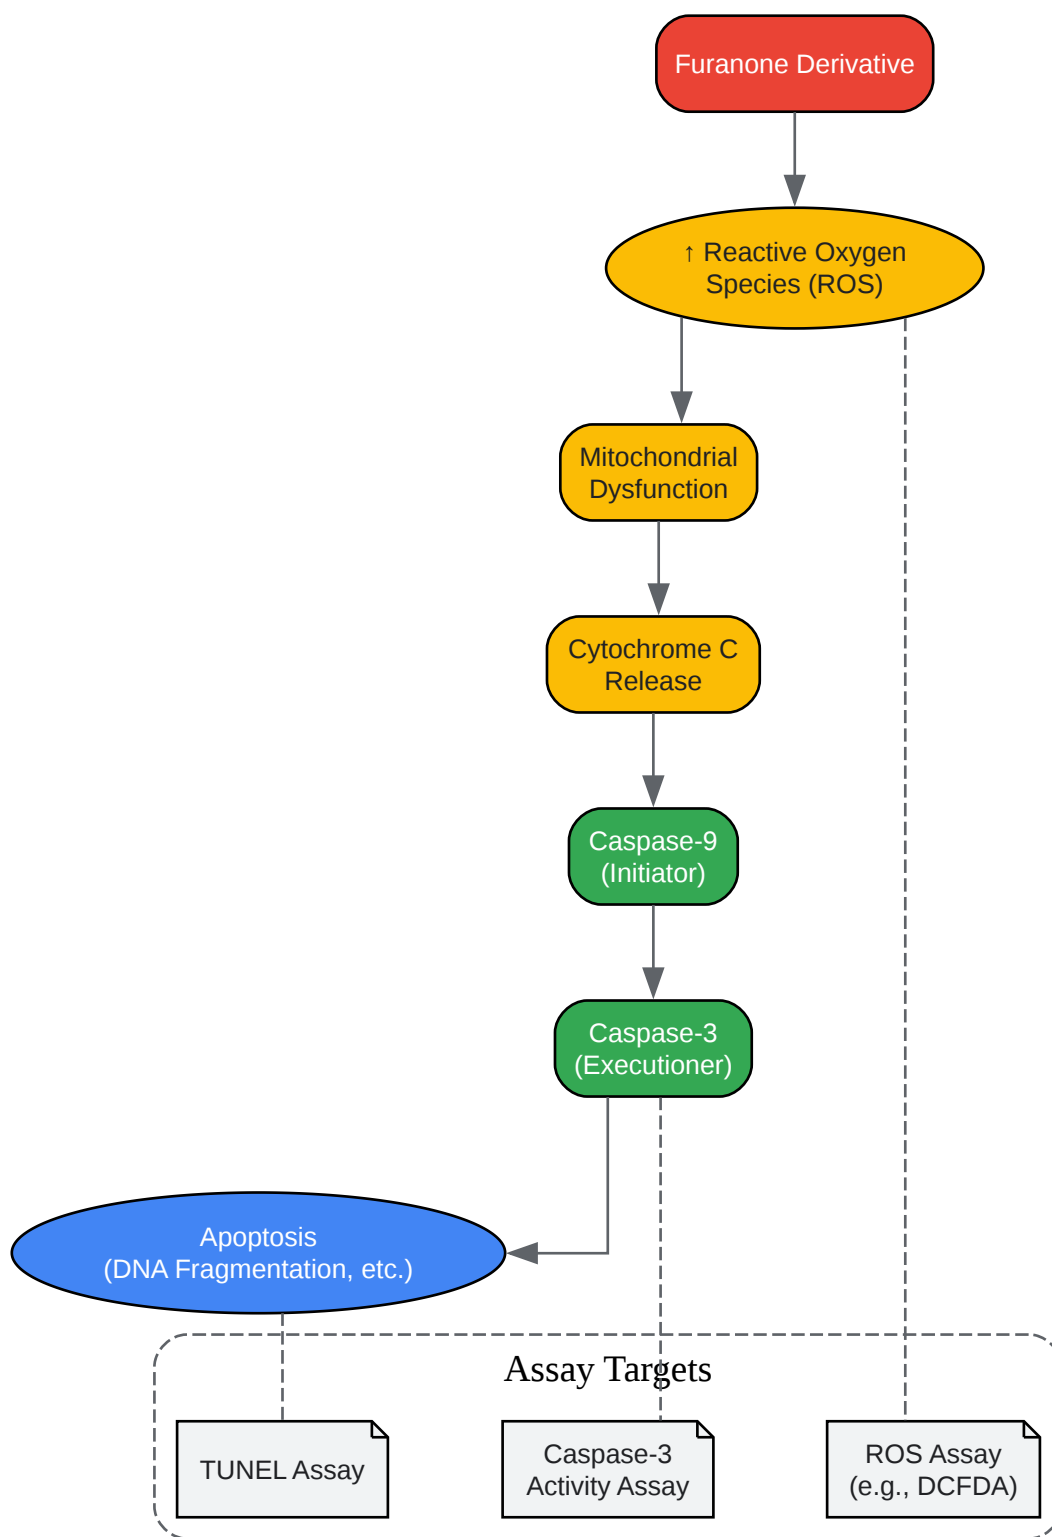 Furanone Derivative
↑ Reactive Oxygen
Species (ROS)
Mitochondrial
Dysfunction
Cytochrome C
Release
Caspase-9
(Initiator)
Caspase-3
(Executioner)
Apoptosis
(DNA Fragmentation, etc.)
Assay Targets
TUNEL Assay
Caspase-3
Activity Assay
ROS Assay
(e.g., DCFDA)